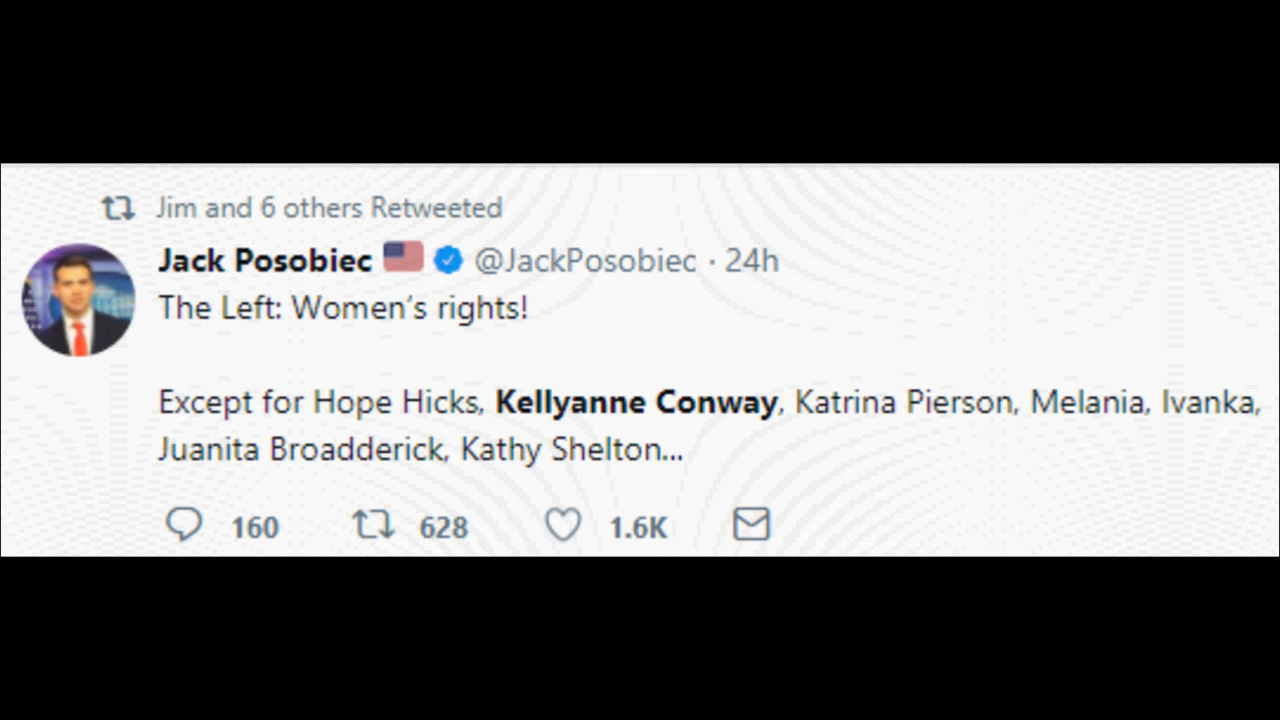 Jim and 6 others Retweeted
Jack Posobiec @JackPosobiec · 24h
The Left: Women's rights!
Except for Hope Hicks, Kellyanne Conway, Katrina Pierson, Melania, Ivanka,
Juanita Broadderick, Kathy Shelton...
160 628 1.6K